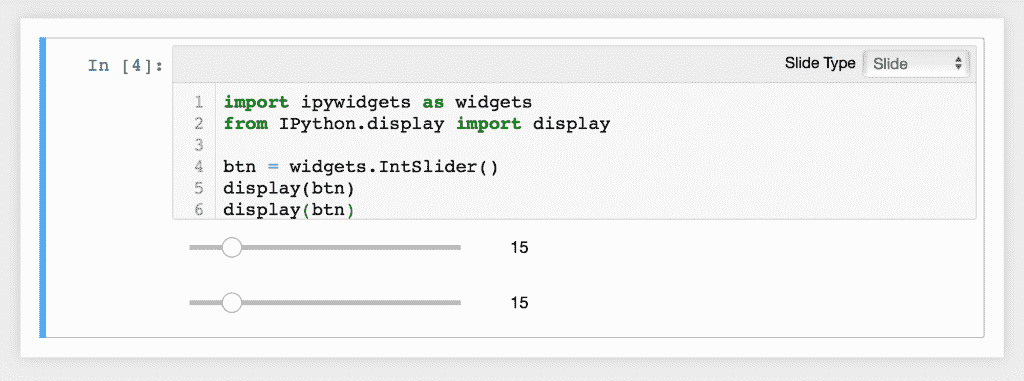 In [4]:
Slide Type Slide
1 import ipywidgets as widgets
2 from IPython.display import display
3
4 btn = widgets.IntSlider()
5 display(btn)
6 display(btn)
15
15